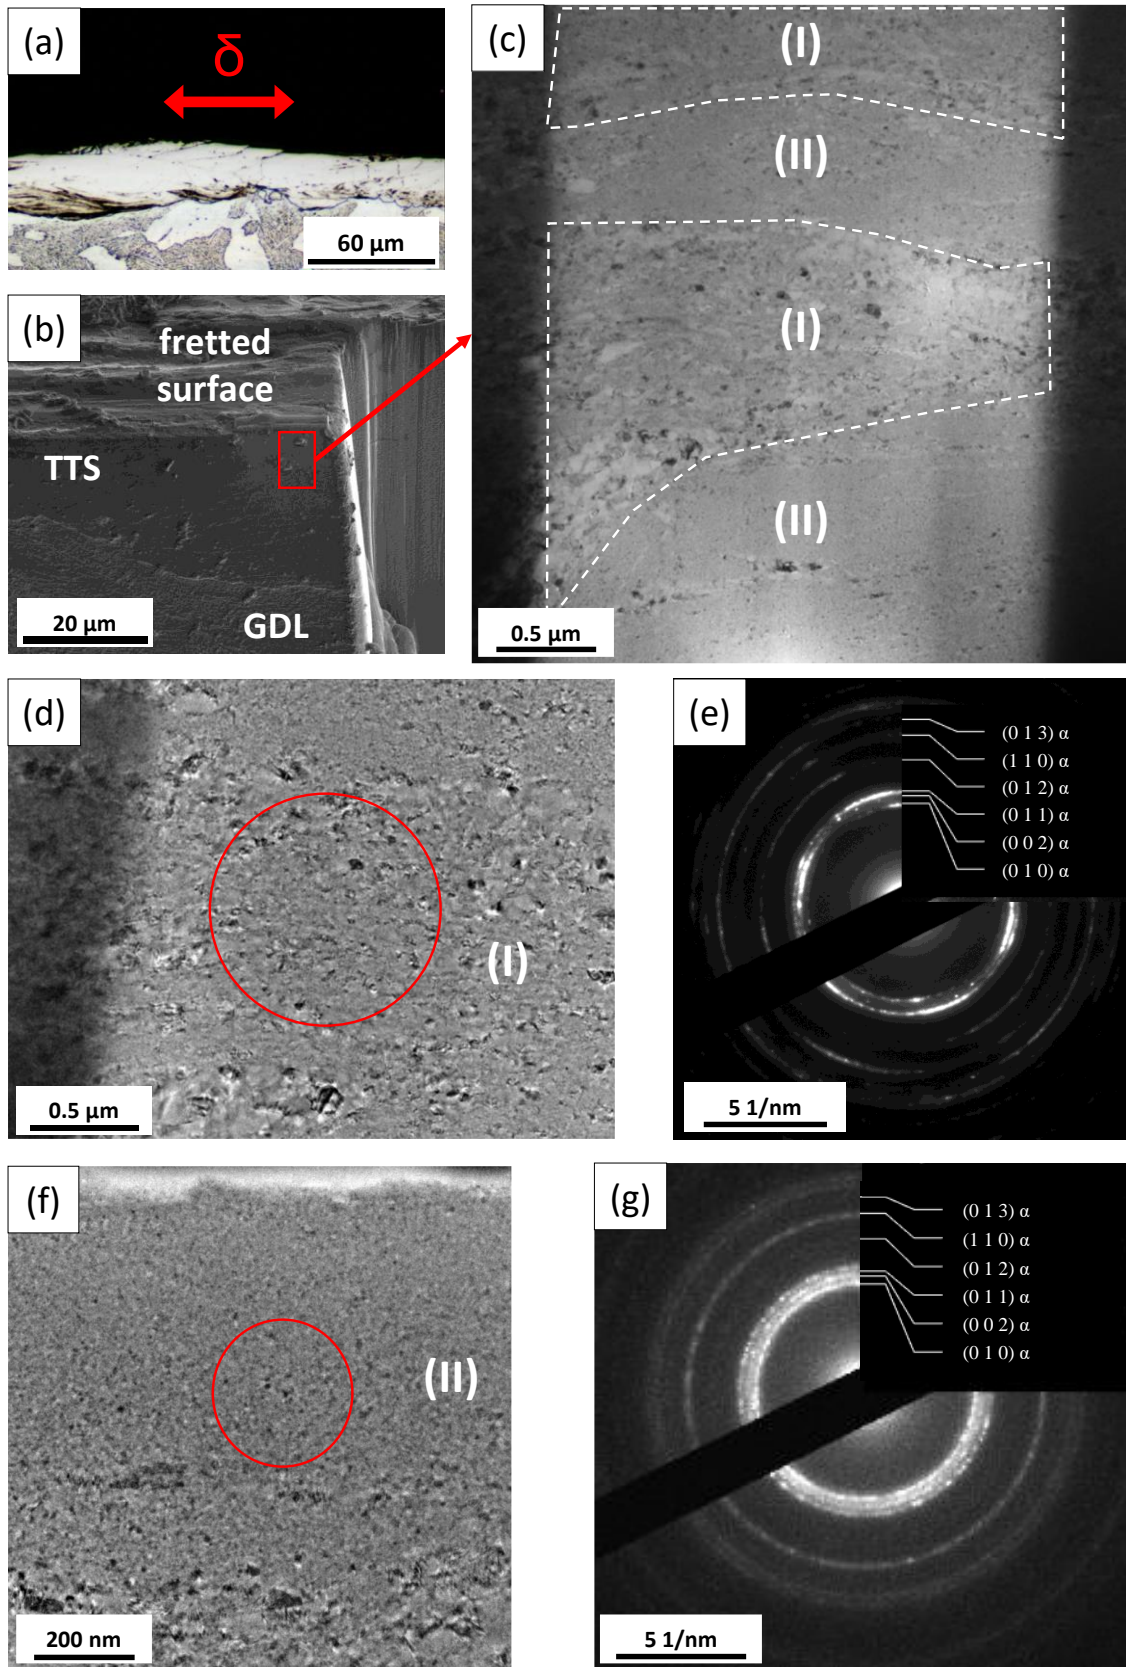 (a)
δ
60 µm
(b)
fretted
surface
TTS
GDL
20 µm
(c)
(I)
(II)
(I)
(II)
0.5 µm
(d)
(I)
0.5 µm
(e)
(0 1 3) α
(1 1 0) α
(0 1 2) α
(0 1 1) α
(0 0 2) α
(0 1 0) α
5 1/nm
(f)
(II)
200 nm
(g)
(0 1 3) α
(1 1 0) α
(0 1 2) α
(0 1 1) α
(0 0 2) α
(0 1 0) α
5 1/nm